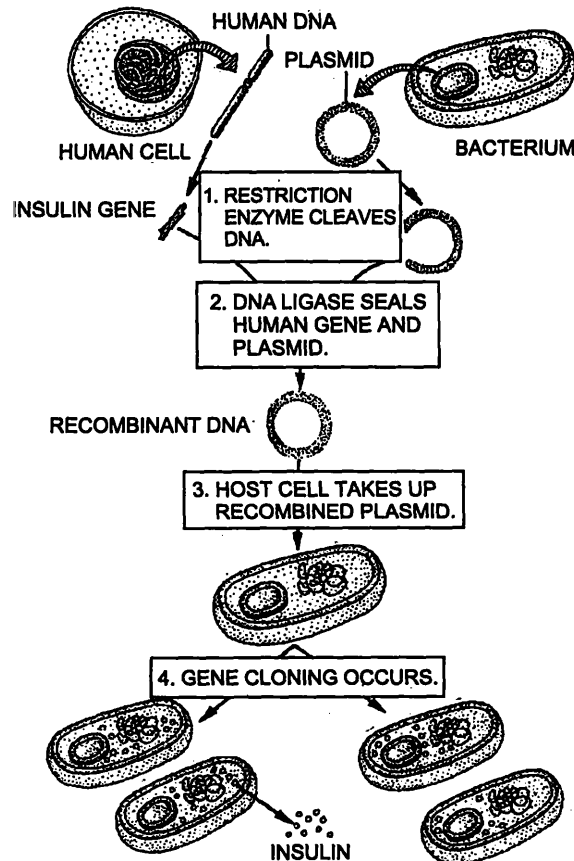 HUMAN DNA
PLASMID
HUMAN CELL
BACTERIUM
INSULIN GENE
1. RESTRICTION
ENZYME CLEAVES
DNA.
2. DNA LIGASE SEALS
HUMAN GENE AND
PLASMID.
RECOMBINANT DNA
3. HOST CELL TAKES UP
RECOMBINED PLASMID.
4. GENE CLONING OCCURS.
INSULIN